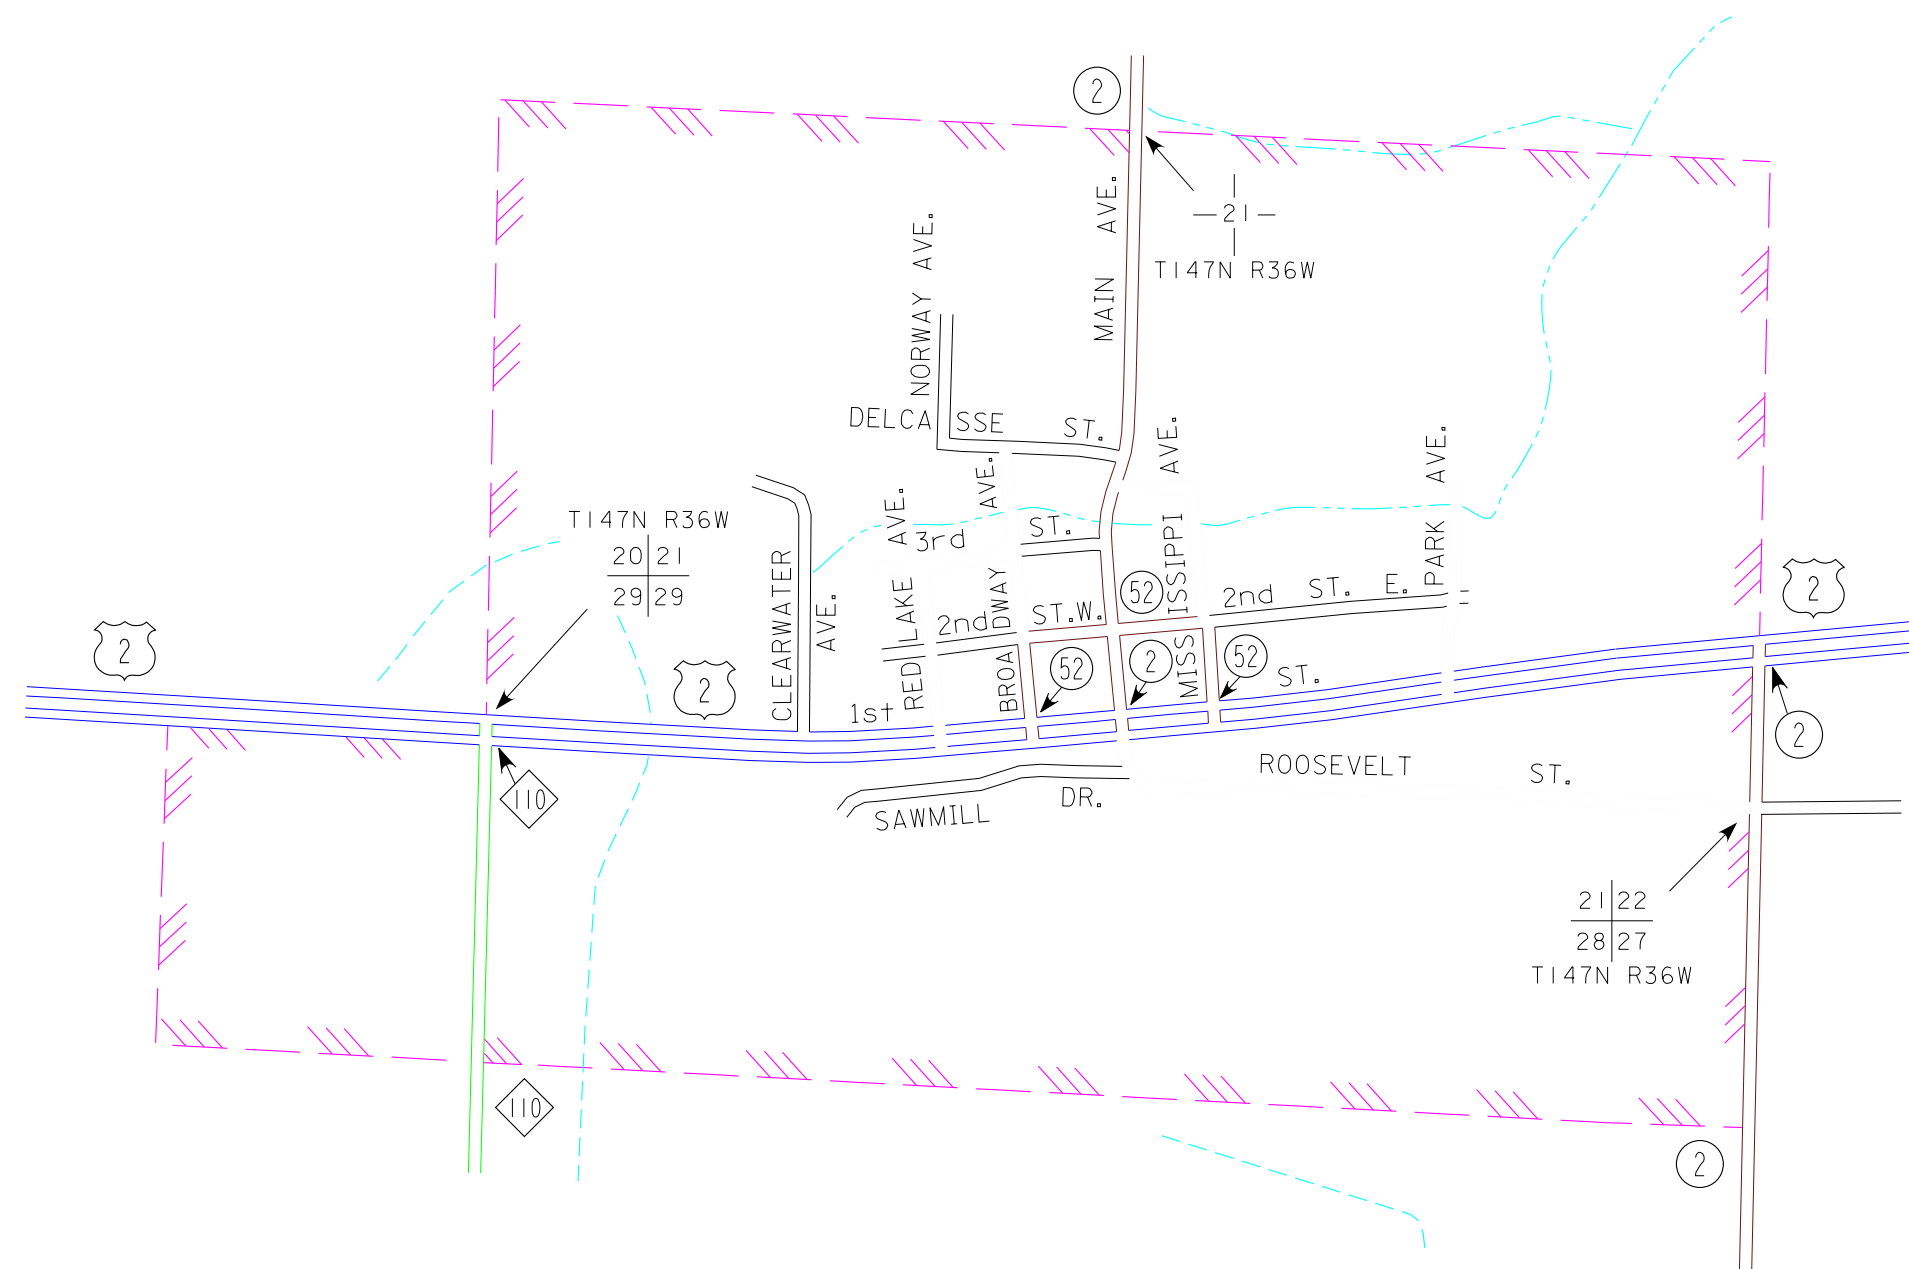 2
—21—
T147N R36W
MAIN AVE.
NORWAY AVE.
DELCASSE ST.
MISSISSIPPI AVE.
PARK AVE.
BROADWAY AVE.
RED LAKE AVE.
CLEARWATER AVE.
3rd ST.
T147N R36W
20 21
29 29
2nd ST.W.
52
2nd ST. E.
2
2
2
52
2
52
1st ST.
2
110
ROOSEVELT ST.
SAWMILL DR.
21 22
28 27
T147N R36W
110
2